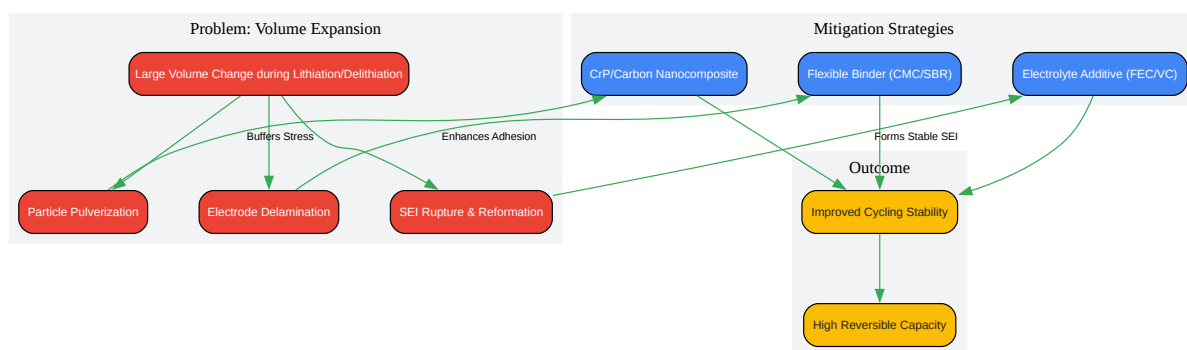 Problem: Volume Expansion
Mitigation Strategies
Large Volume Change during Lithiation/Delithiation
CrP/Carbon Nanocomposite
Flexible Binder (CMC/SBR)
Electrolyte Additive (FEC/VC)
Buffers Stress
Enhances Adhesion
Forms Stable SEI
Outcome
Particle Pulverization
Electrode Delamination
SEI Rupture & Reformation
Improved Cycling Stability
High Reversible Capacity